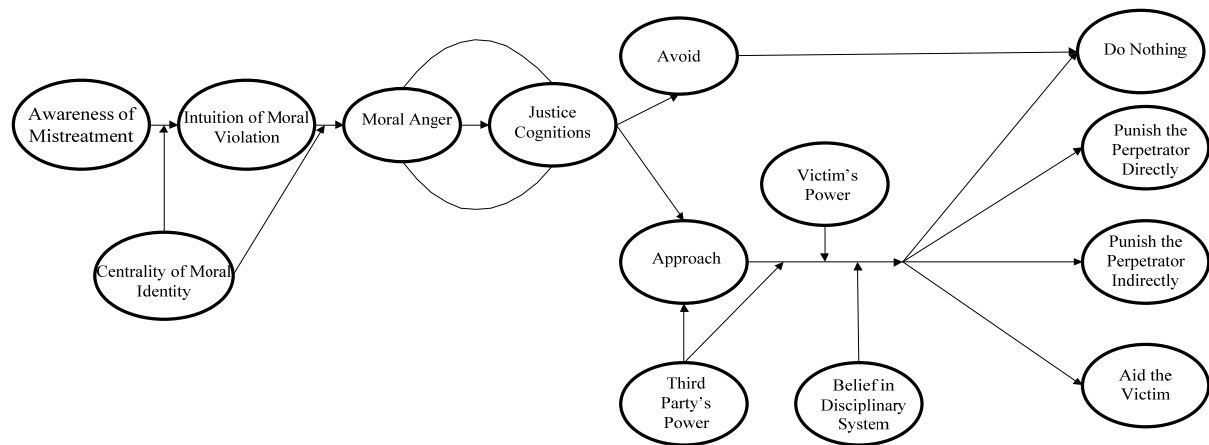 Awareness of
Mistreatment
Intuition of Moral
Violation
Centrality of Moral
Identity
Moral Anger
Justice
Cognitions
Avoid
Approach
Victim's
Power
Third
Party's
Power
Belief in
Disciplinary
System
Do Nothing
Punish the
Perpetrator
Directly
Punish the
Perpetrator
Indirectly
Aid the
Victim